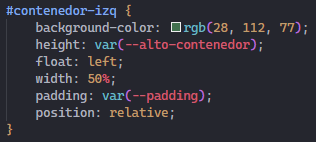 #contenedor-izq {
    background-color: rgb(28, 112, 77);
    height: var(--alto-contenedor);
    float: left;
    width: 50%;
    padding: var(--padding);
    position: relative;
}